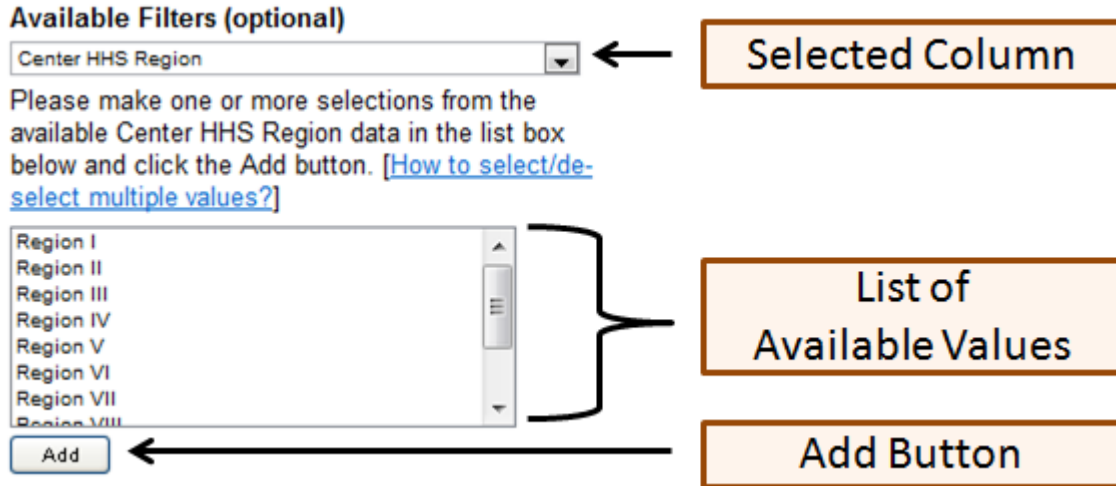 Available Filters (optional)
Center HHS Region
Selected Column
Please make one or more selections from the
available Center HHS Region data in the list box
below and click the Add button. [How to select/de-
select multiple values?]
Region I
Region II
Region III
Region IV
Region V
Region VI
Region VII
Region VIII
List of
Available Values
Add
Add Button